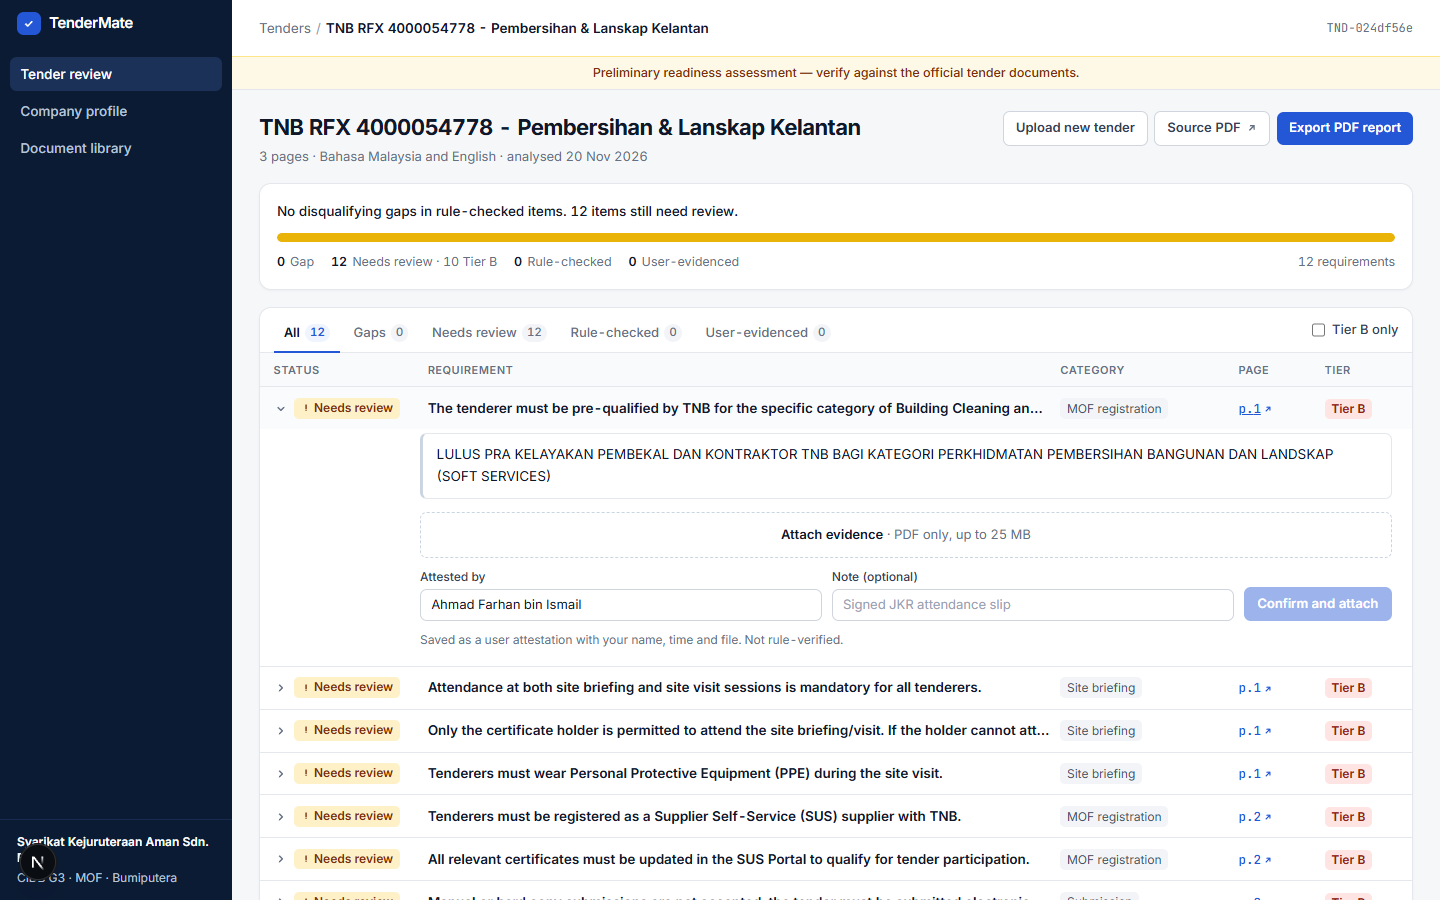 TenderMate
Tender review
Company profile
Document library
Syarikat Kejuruteraan Aman Sdn.
G3 · MOF · Bumiputera
Tenders / TNB RFX 4000054778 - Pembersihan & Lanskap Kelantan
TND-024df56e
Preliminary readiness assessment — verify against the official tender documents.
TNB RFX 4000054778 - Pembersihan & Lanskap Kelantan
3 pages · Bahasa Malaysia and English · analysed 20 Nov 2026
Upload new tender
Source PDF ↗
Export PDF report
No disqualifying gaps in rule-checked items. 12 items still need review.
0 Gap 12 Needs review · 10 Tier B 0 Rule-checked 0 User-evidenced 12 requirements
All 12 Gaps 0 Needs review 12 Rule-checked 0 User-evidenced 0 Tier B only
STATUS REQUIREMENT CATEGORY PAGE TIER
! Needs review The tenderer must be pre-qualified by TNB for the specific category of Building Cleaning an... MOF registration p.1 ↗ Tier B
LULUS PRA KELAYAKAN PEMBEKAL DAN KONTRAKTOR TNB BAGI KATEGORI PERKHIDMATAN PEMBERSIHAN BANGUNAN DAN LANDSKAP
(SOFT SERVICES)
Attach evidence · PDF only, up to 25 MB
Attested by Note (optional)
Ahmad Farhan bin Ismail Signed JKR attendance slip Confirm and attach
Saved as a user attestation with your name, time and file. Not rule-verified.
! Needs review Attendance at both site briefing and site visit sessions is mandatory for all tenderers. Site briefing p.1 ↗ Tier B
! Needs review Only the certificate holder is permitted to attend the site briefing/visit. If the holder cannot att... Site briefing p.1 ↗ Tier B
! Needs review Tenderers must wear Personal Protective Equipment (PPE) during the site visit. Site briefing p.1 ↗ Tier B
! Needs review Tenderers must be registered as a Supplier Self-Service (SUS) supplier with TNB. MOF registration p.2 ↗ Tier B
! Needs review All relevant certificates must be updated in the SUS Portal to qualify for tender participation. MOF registration p.2 ↗ Tier B